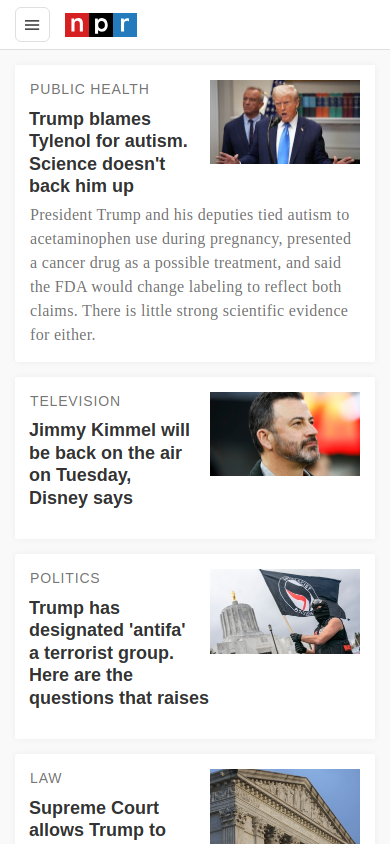 npr
PUBLIC HEALTH
Trump blames
Tylenol for autism.
Science doesn't
back him up
President Trump and his deputies tied autism to
acetaminophen use during pregnancy, presented
a cancer drug as a possible treatment, and said
the FDA would change labeling to reflect both
claims. There is little strong scientific evidence
for either.
TELEVISION
Jimmy Kimmel will
be back on the air
on Tuesday,
Disney says
POLITICS
Trump has
designated 'antifa'
a terrorist group.
Here are the
questions that raises
LAW
Supreme Court
allows Trump to